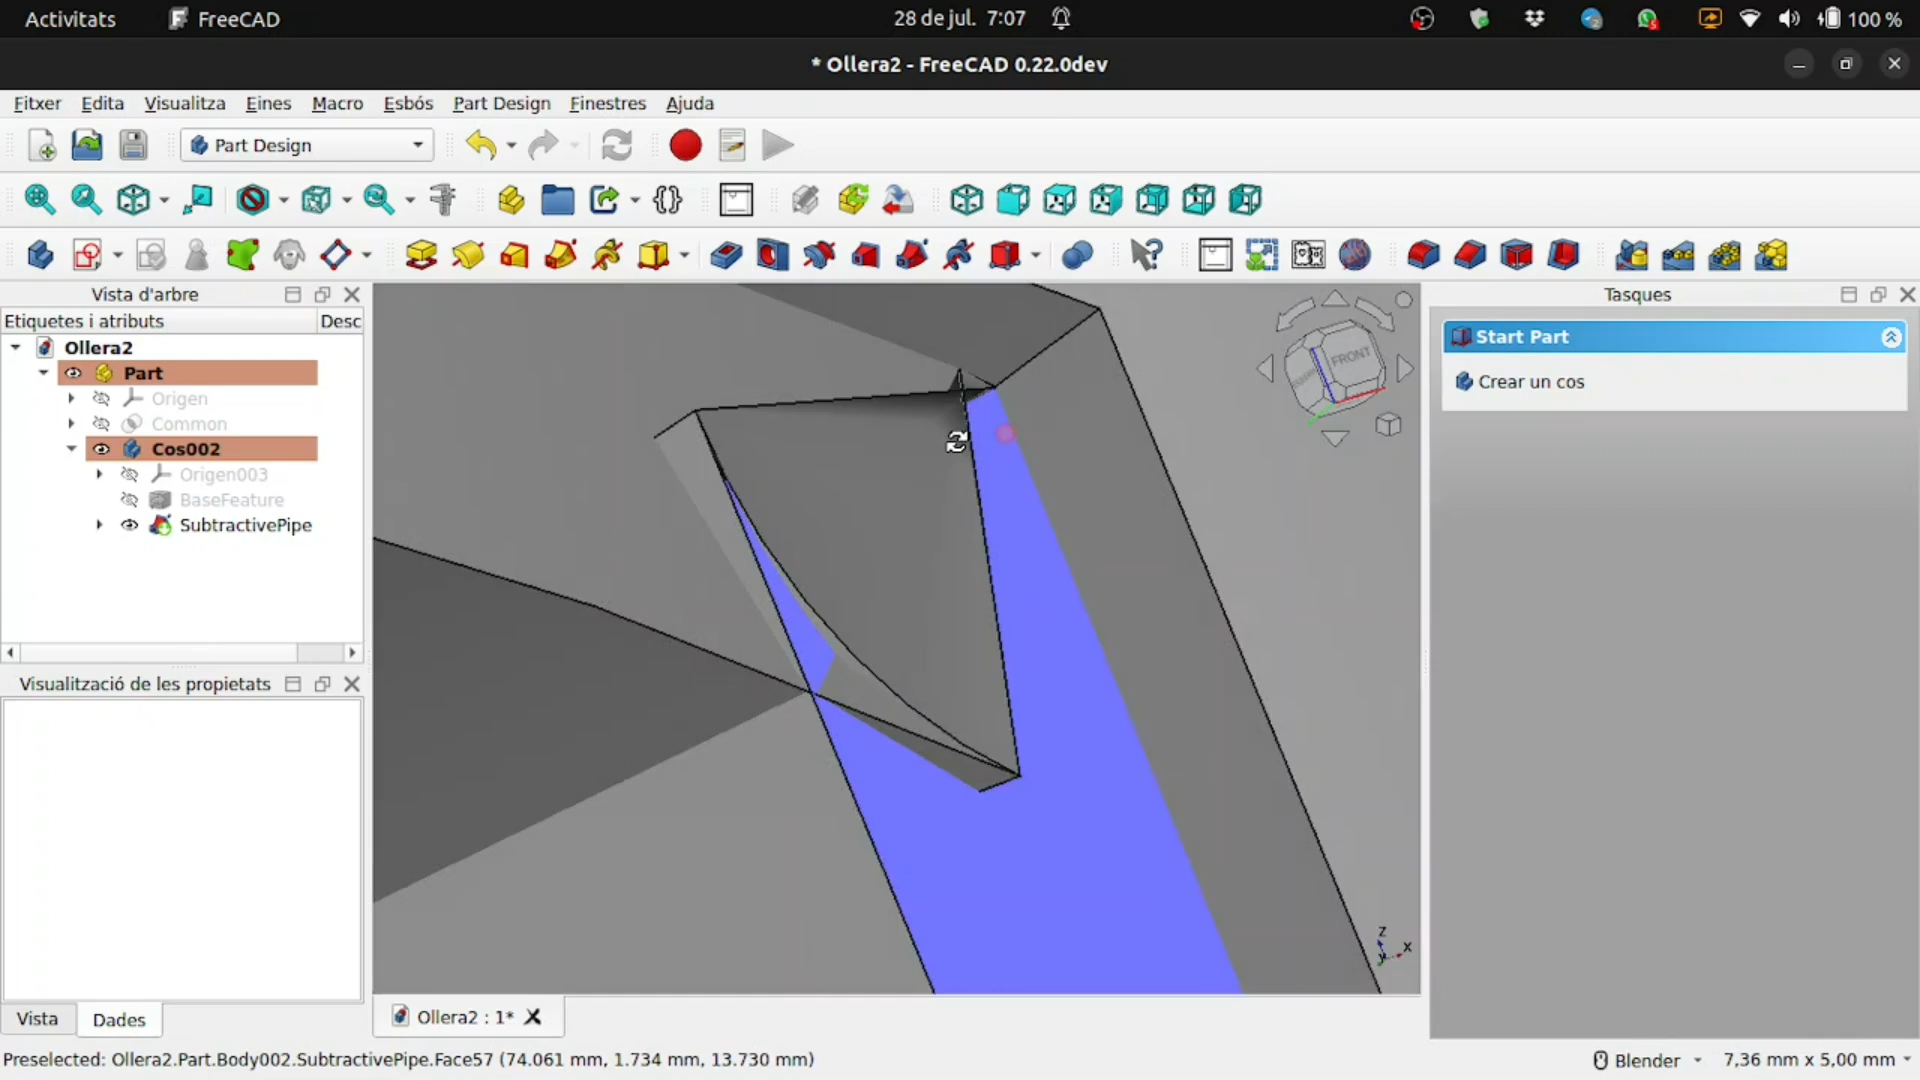 Activitats FreeCAD 28 de jul. 7:07 100 %
* Ollera2 - FreeCAD 0.22.0dev
Fitxer Edita Visualitza Eines Macro Esbós Part Design Finestres Ajuda
Part Design
Vista d'arbre
Etiquetes i atributs Desc
Ollera2
Part
Origen
Common
Cos002
Origen003
BaseFeature
SubtractivePipe
Visualització de les propietats
Vista Dades
FRONT
Z
X
Ollera2 : 1*
Tasques
Start Part
Crear un cos
Preselected: Ollera2.Part.Body002.SubtractivePipe.Face57 (74.061 mm, 1.734 mm, 13.730 mm)
Blender 7,36 mm x 5,00 mm